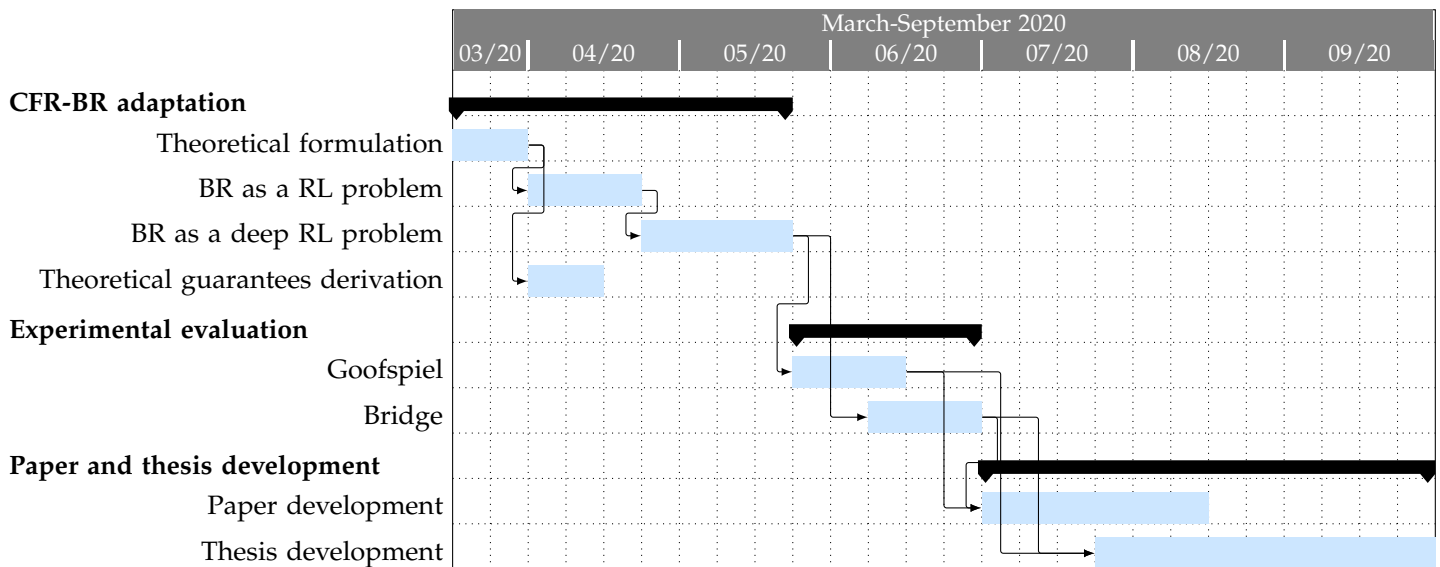 March-September 2020
03/20 04/20 05/20 06/20 07/20 08/20 09/20
CFR-BR adaptation
Theoretical formulation
BR as a RL problem
BR as a deep RL problem
Theoretical guarantees derivation
Experimental evaluation
Goofspiel
Bridge
Paper and thesis development
Paper development
Thesis development